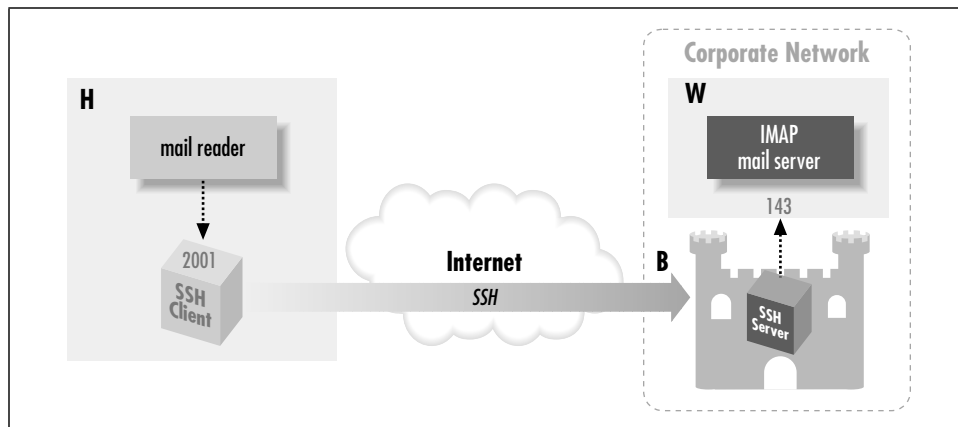 Corporate Network
H
W
mail reader
IMAP
mail server
143
2001
SSH
Client
Internet
SSH
B
SSH
Server